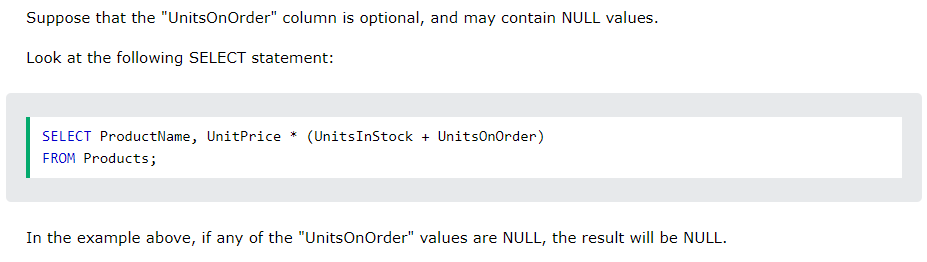 Suppose that the "UnitsOnOrder" column is optional, and may contain NULL values.
Look at the following SELECT statement:
SELECT ProductName, UnitPrice * (UnitsInStock + UnitsOnOrder)
FROM Products;
In the example above, if any of the "UnitsOnOrder" values are NULL, the result will be NULL.